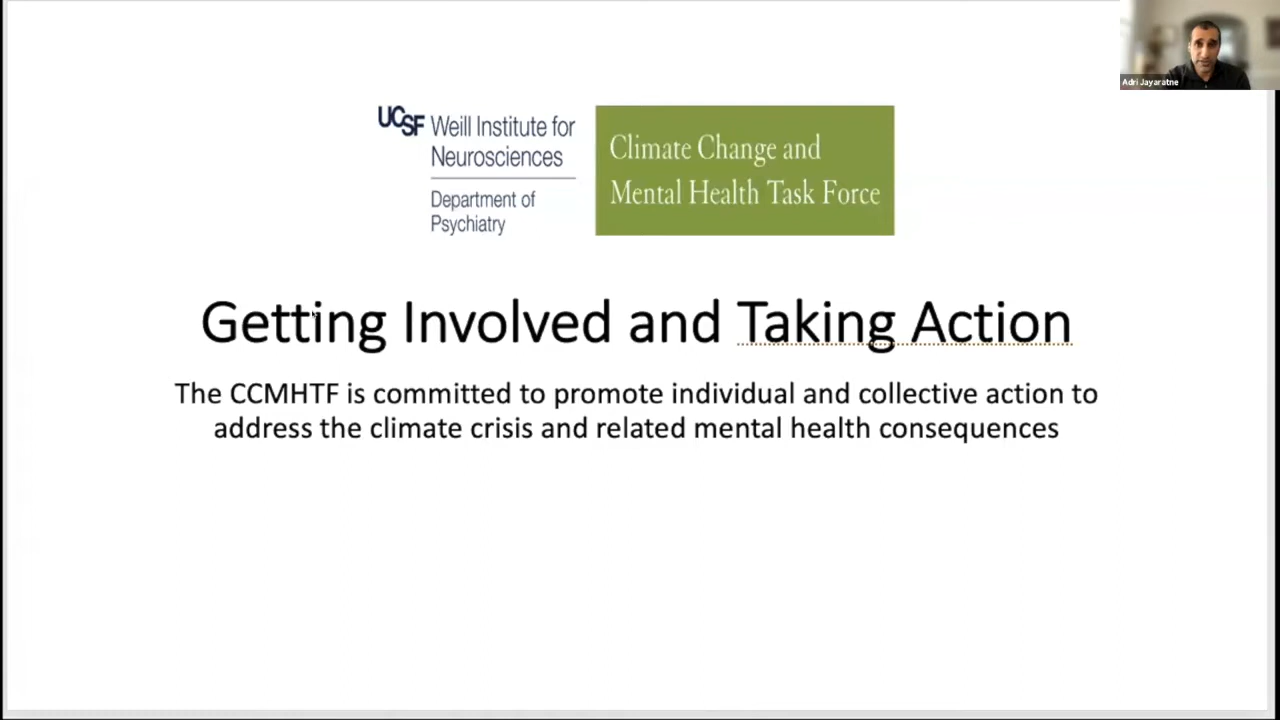 Adri Jayaratne
UCSF
Weill Institute for
Neurosciences
Department of
Psychiatry
Climate Change and
Mental Health Task Force
Getting Involved and Taking Action
The CCMHTF is committed to promote individual and collective action to
address the climate crisis and related mental health consequences